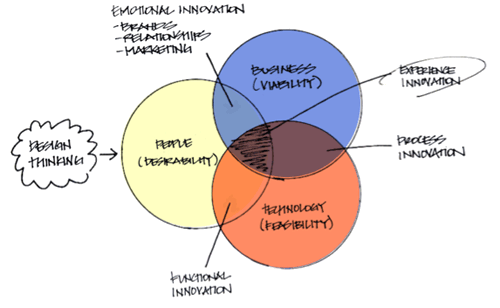 EMOTIONAL INNOVATION
-BRANDS
-RELATIONSHIPS
-MARKETING
BUSINESS
(VIABILITY)
EXPERIENCE
INNOVATION
DESIGN
THINKING
PEOPLE
(DESIRABILITY)
PROCESS
INNOVATION
TECHNOLOGY
(FEASIBILITY)
FUNCTIONAL
INNOVATION